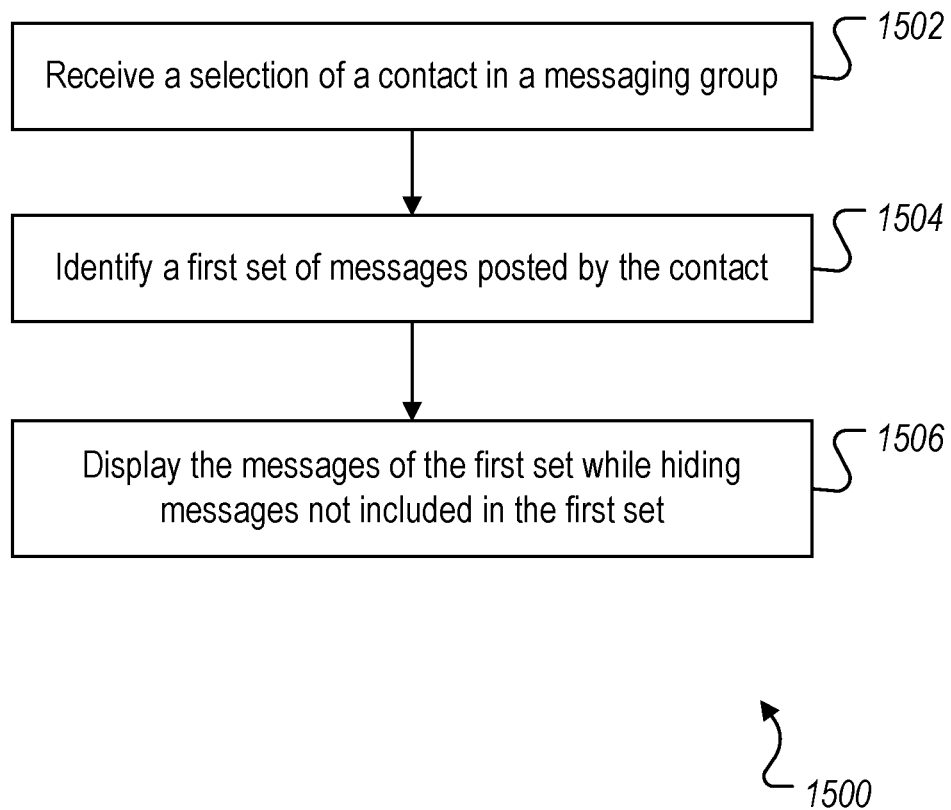 1502
Receive a selection of a contact in a messaging group
1504
Identify a first set of messages posted by the contact
1506
Display the messages of the first set while hiding
messages not included in the first set
1500